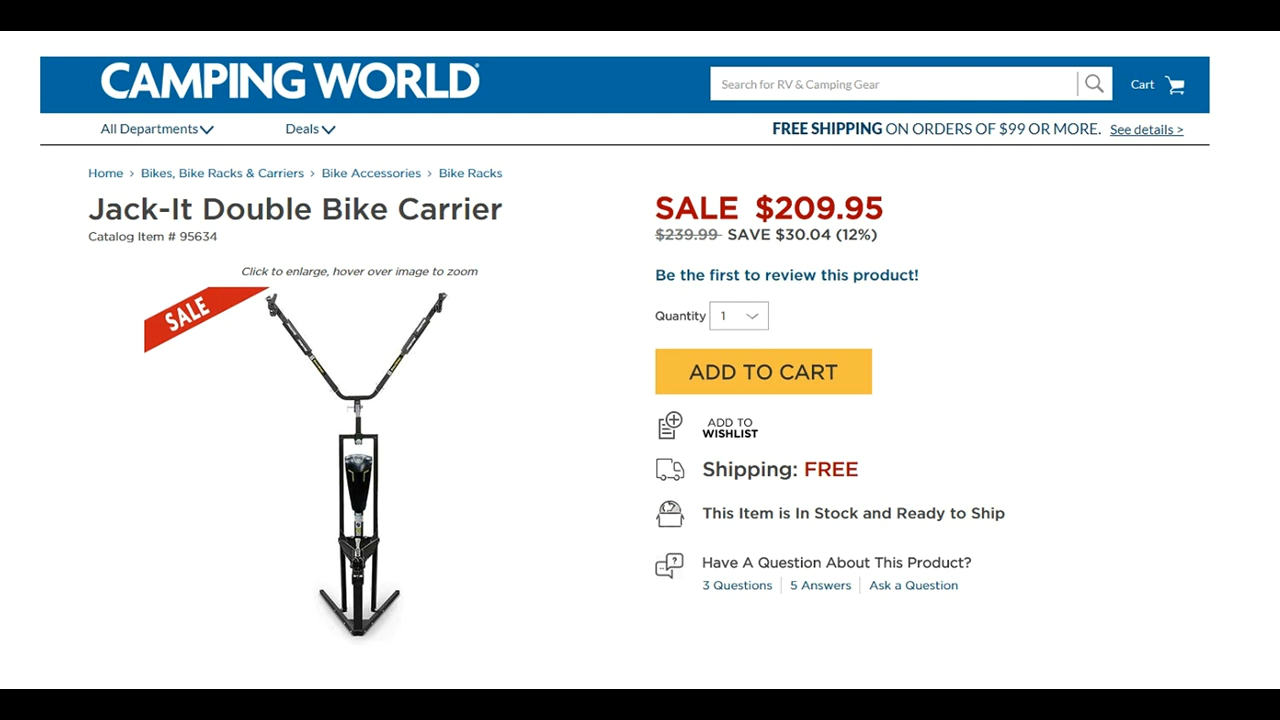 CAMPING WORLD
Search for RV & Camping Gear
Cart
All Departments
Deals
FREE SHIPPING ON ORDERS OF $99 OR MORE. See details >
Home > Bikes, Bike Racks & Carriers > Bike Accessories > Bike Racks
Jack-It Double Bike Carrier
Catalog Item # 95634
Click to enlarge, hover over image to zoom
SALE
SALE $209.95
$239.99 SAVE $30.04 (12%)
Be the first to review this product!
Quantity 1
ADD TO CART
ADD TO
WISHLIST
Shipping: FREE
This Item is In Stock and Ready to Ship
Have A Question About This Product?
3 Questions | 5 Answers | Ask a Question